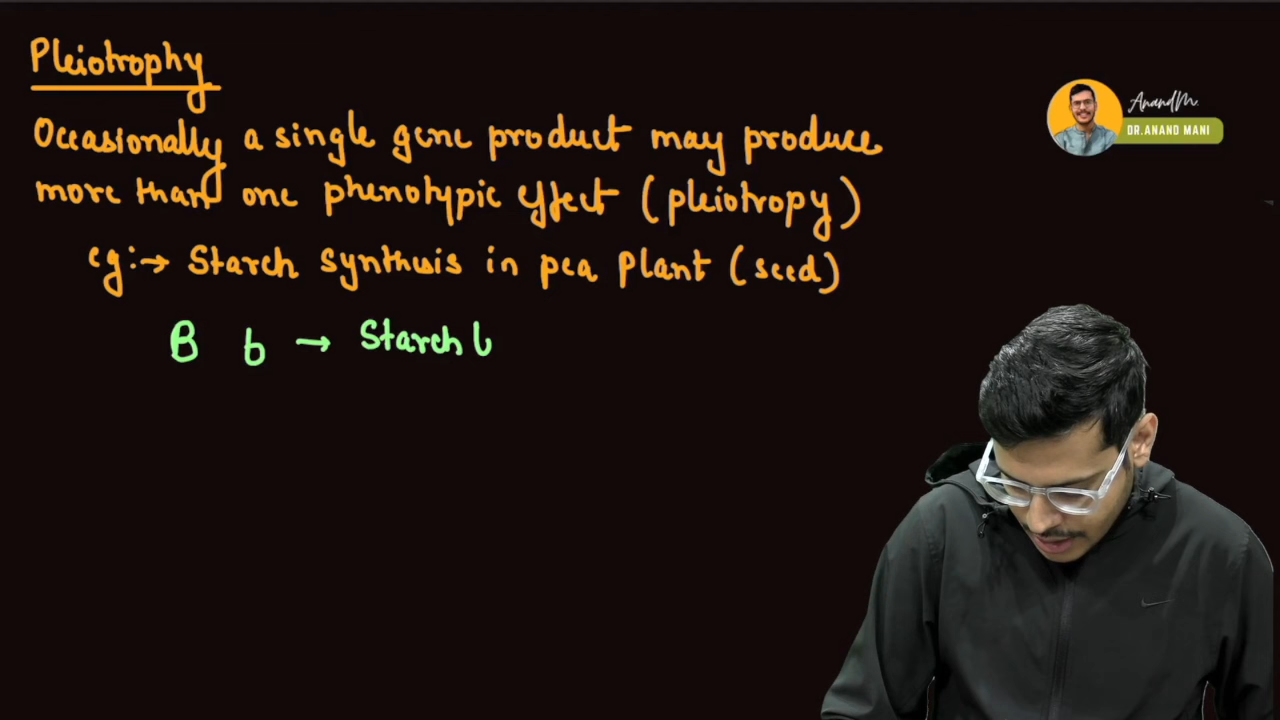 Pleiotrophy
Occasionally a single gene product may produce
more than one phenotypic effect (pleiotropy)
eg:→ Starch synthesis in pea plant (seed)
B b → Starch
AnandM.
DR.ANAND MANI